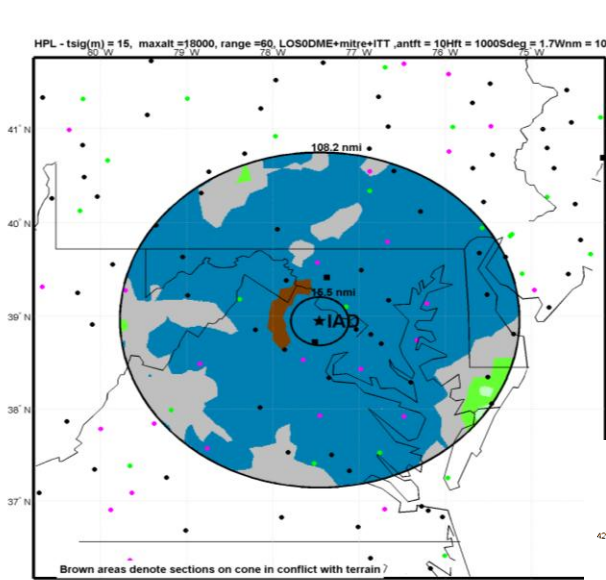 HPL - tsig(m) = 15, maxalt =18000, range =60, LOS0DME+mitre+ITT ,antft = 10Hft = 1000Sdeg = 1.7Wnm = 10
80° W 79° W 78° W 77° W 76° W 75° W
41° N
108.2 nmi
40° N
15.5 nmi
39° N
IAD
38° N
37° N
42
Brown areas denote sections on cone in conflict with terrain